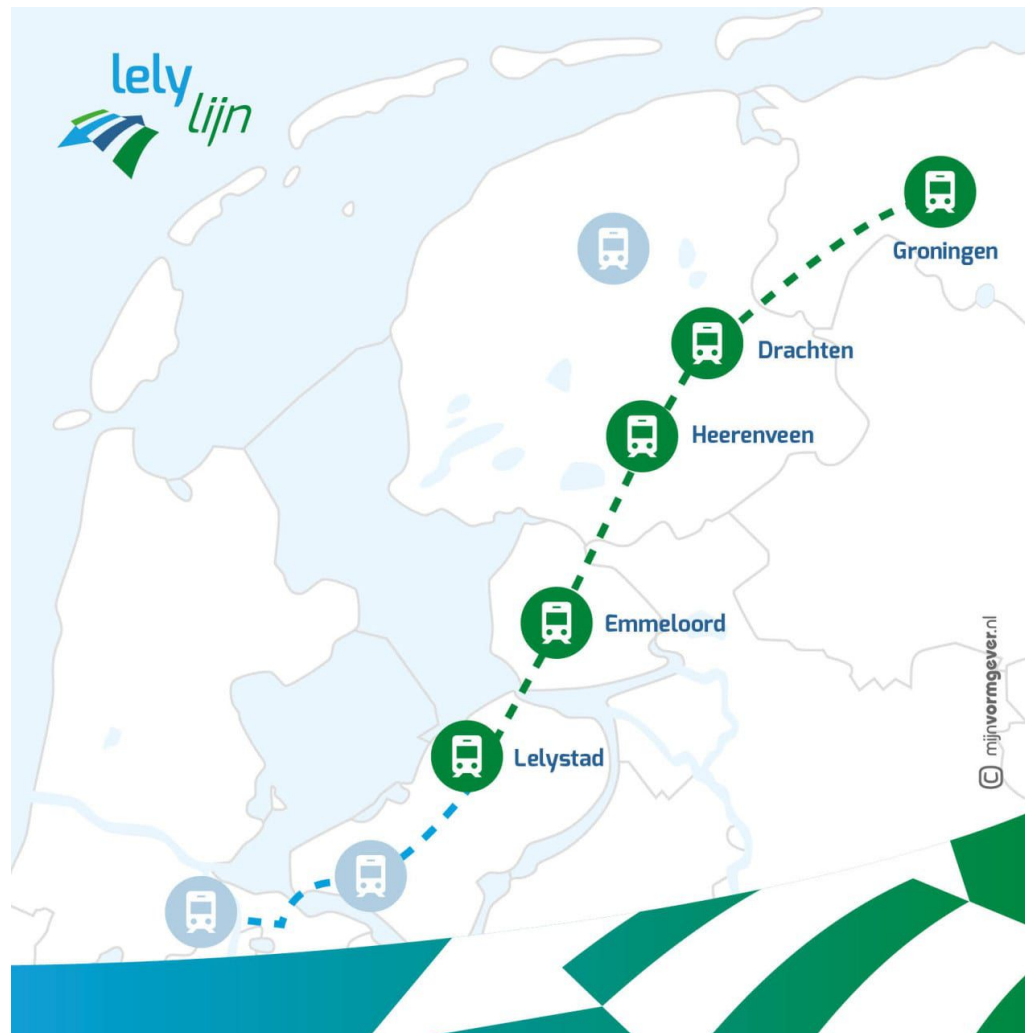 lely
lijn
Groningen
Drachten
Heerenveen
Emmeloord
Lelystad
© mijnvormgever.nl